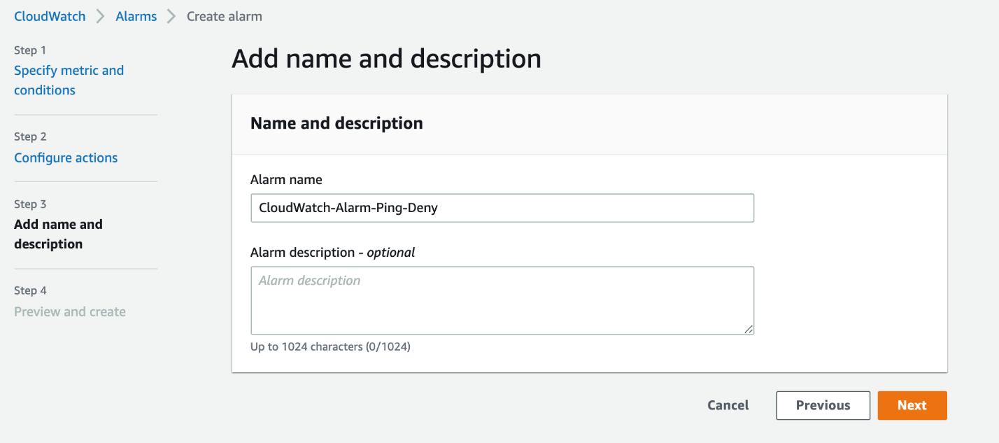 CloudWatch > Alarms > Create alarm
Step 1
Specify metric and
conditions
Step 2
Configure actions
Step 3
Add name and
description
Step 4
Preview and create
Add name and description
Name and description
Alarm name
CloudWatch-Alarm-Ping-Deny
Alarm description - optional
Alarm description
Up to 1024 characters (0/1024)
Cancel Previous Next